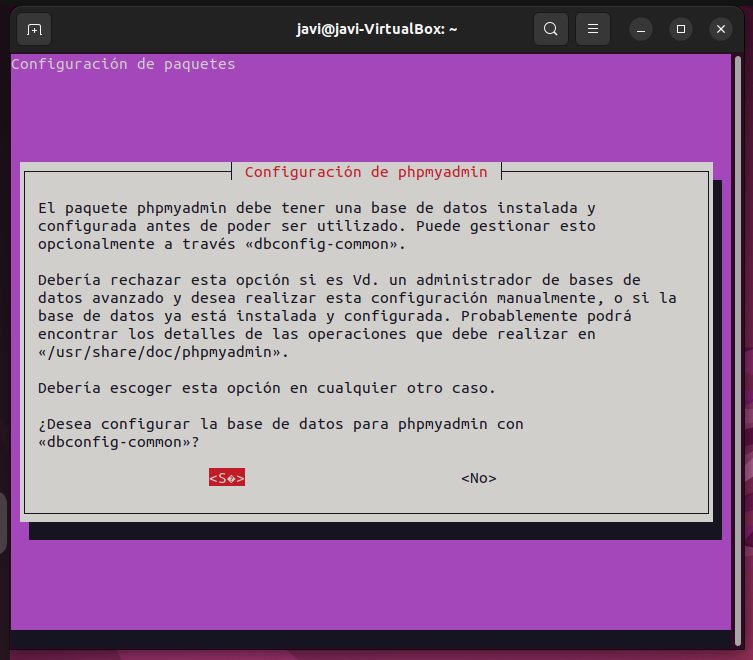 javi@javi-VirtualBox: ~
Configuración de paquetes
Configuración de phpmyadmin
El paquete phpmyadmin debe tener una base de datos instalada y
configurada antes de poder ser utilizado. Puede gestionar esto
opcionalmente a través «dbconfig-common».
Debería rechazar esta opción si es Vd. un administrador de bases de
datos avanzado y desea realizar esta configuración manualmente, o si la
base de datos ya está instalada y configurada. Probablemente podrá
encontrar los detalles de las operaciones que debe realizar en
«/usr/share/doc/phpmyadmin».
Debería escoger esta opción en cualquier otro caso.
¿Desea configurar la base de datos para phpmyadmin con
«dbconfig-common»?
<S�> <No>